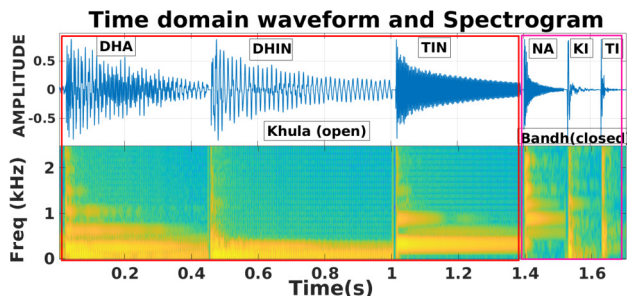 Time domain waveform and Spectrogram
AMPLITUDE
0.5
0
-0.5
DHA
DHIN
TIN
NA
KI
TI
Khula (open)
Bandh(closed)
Freq (kHz)
2
1
0
0.2
0.4
0.6
0.8
1
1.2
1.4
1.6
Time(s)